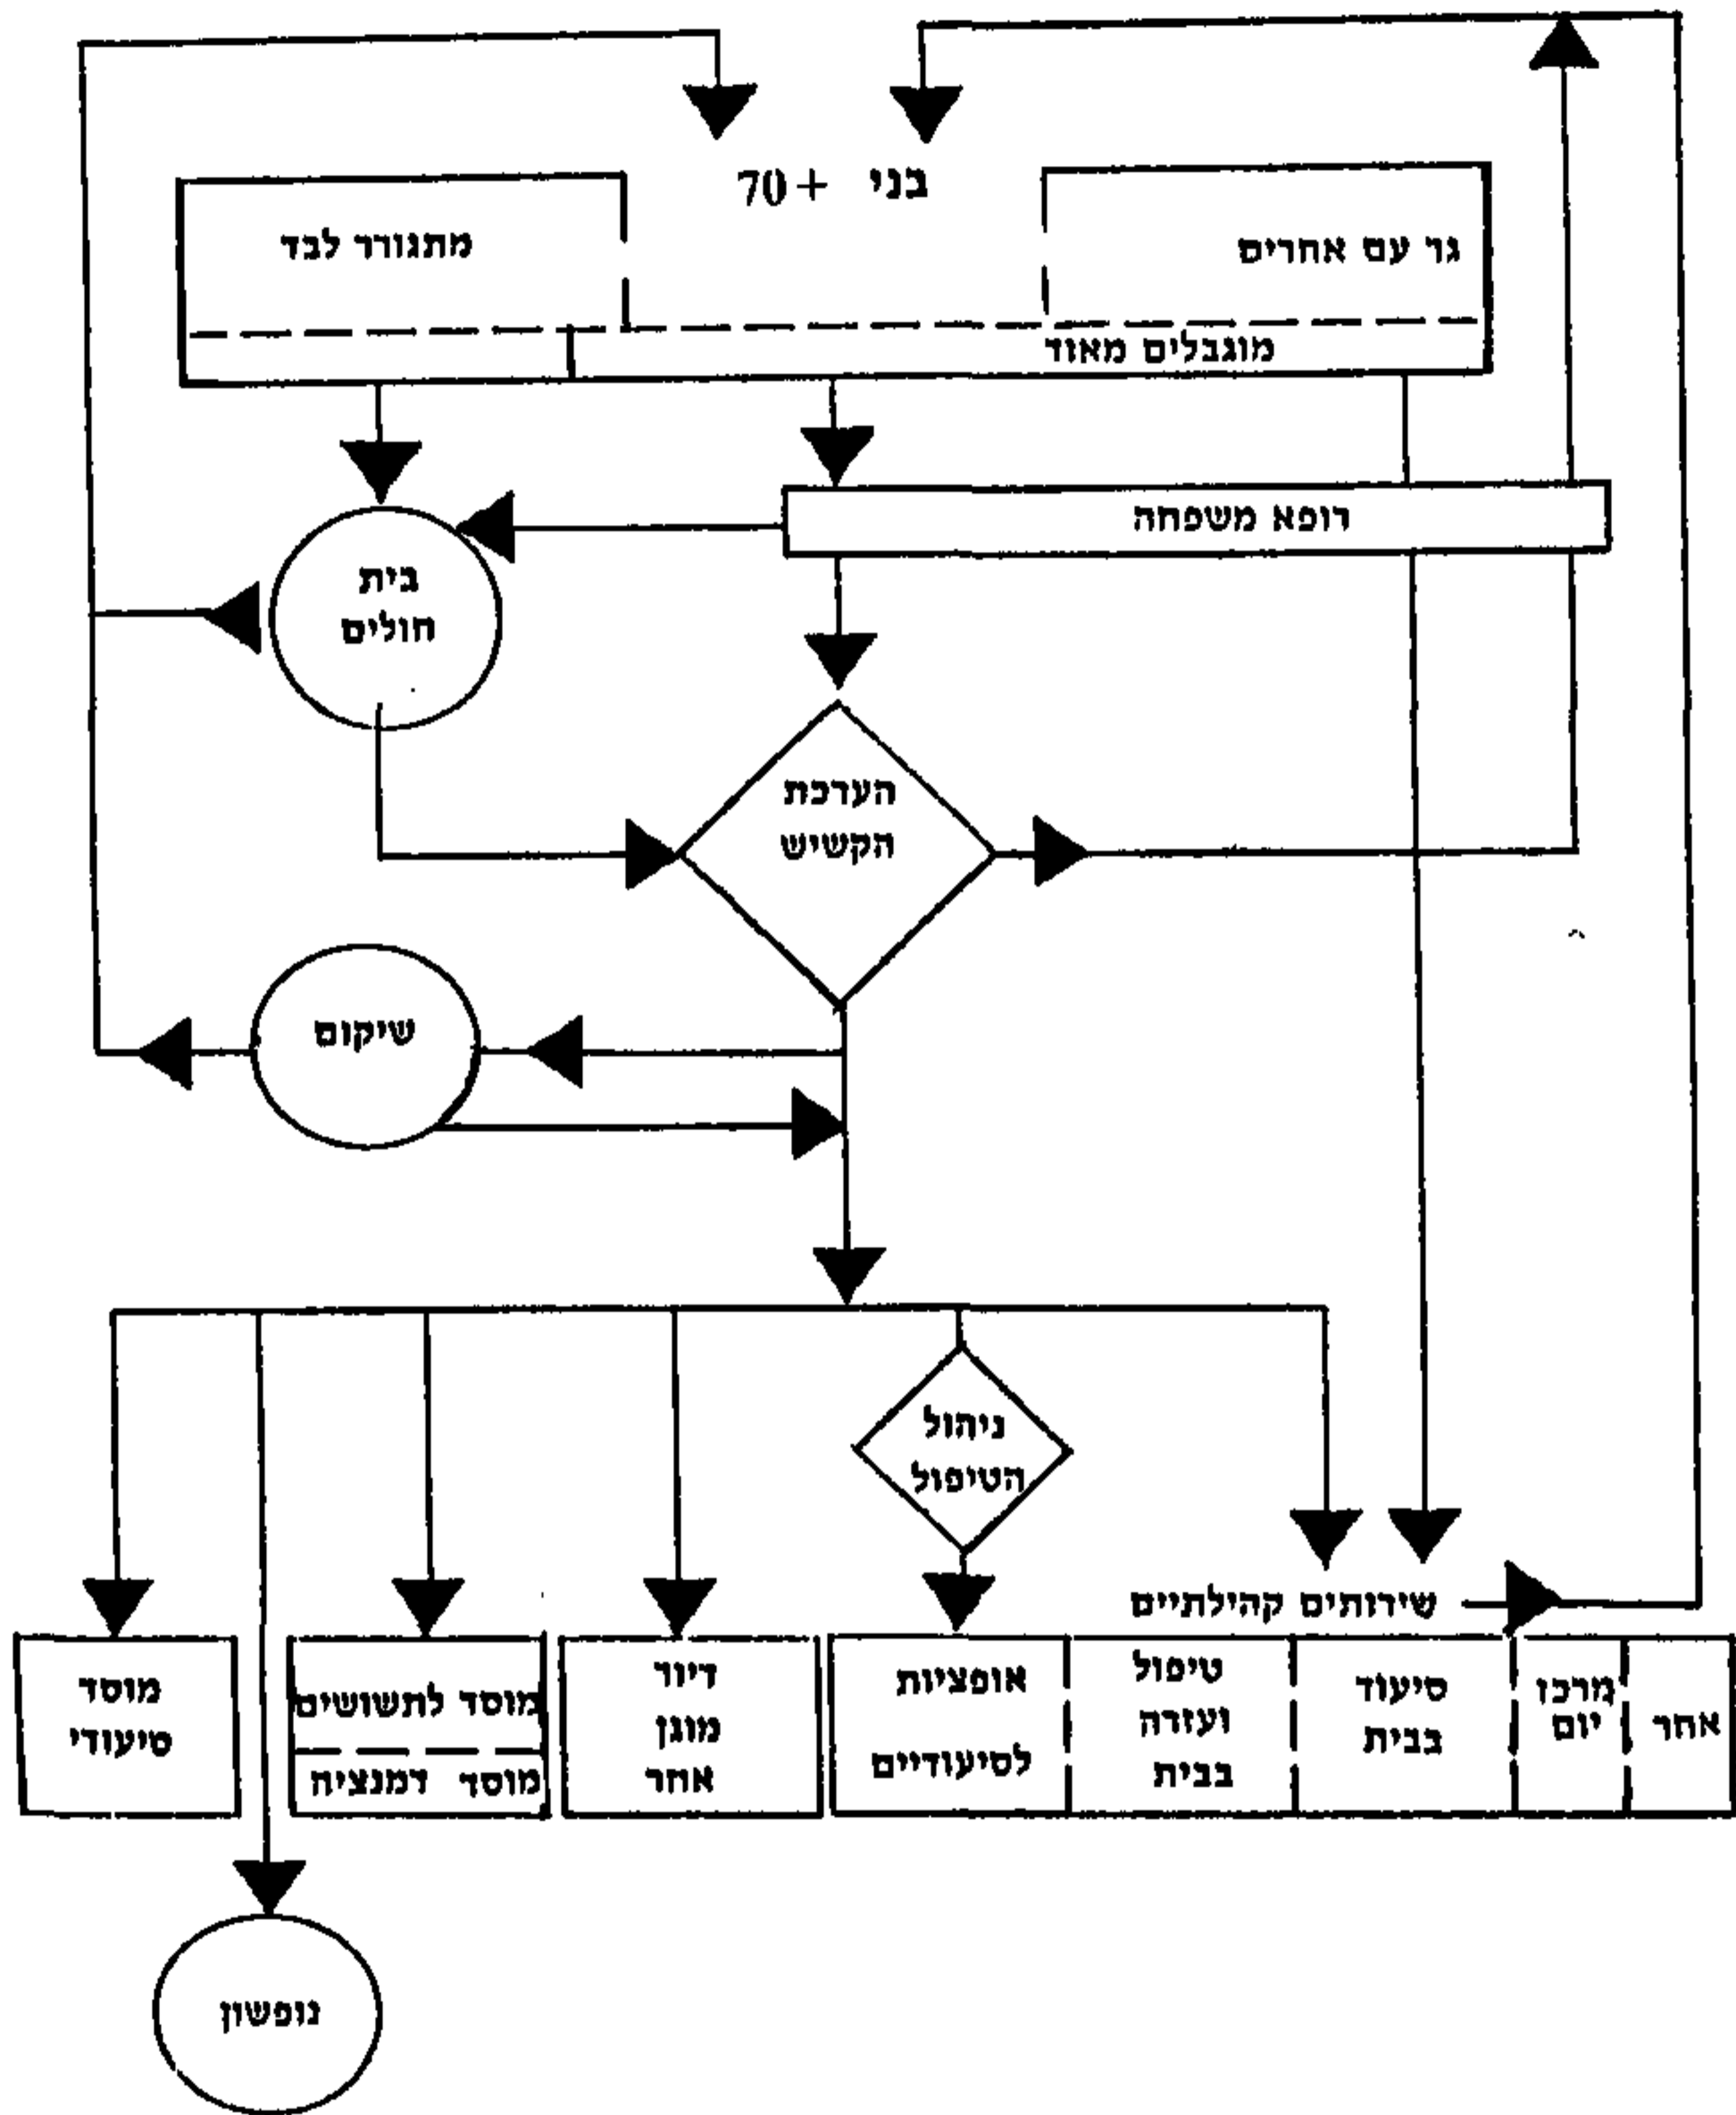 בני +70
גר עם אחרים
מתגורר לבד
מוגבלים מאוד
רופא משפחה
בית
חולים
הערכת
הקשיש
שיקום
ניהול
הטיפול
שירותים קהילתיים
אחר
מרכז
יום
סיעוד
בבית
טיפול
ועזרה
בבית
אופציות
לסיעודיים
דיור
מוגן
אחר
מוסד לתשושים
מוסד דמנציה
מוסד
סיעודי
נופשון